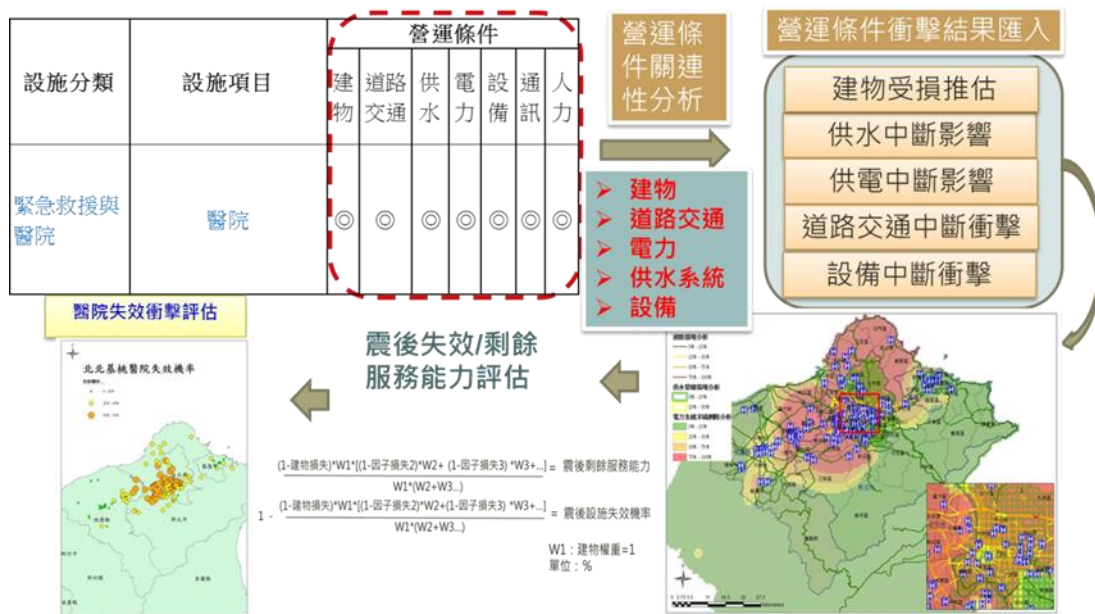 營運條件
設施分類
設施項目
建物
道路交通
供水
電力
設備
通訊
人力
緊急救援與醫院
醫院
◎ ◎ ◎ ◎ ◎ ◎ ◎
營運條
件關連
性分析
➢ 建物
➢ 道路交通
➢ 電力
➢ 供水系統
➢ 設備
營運條件衝擊結果匯入
建物受損推估
供水中斷影響
供電中斷影響
道路交通中斷衝擊
設備中斷衝擊
醫院失效衝擊評估
北北基桃醫院失效機率
震後失效/剩餘
服務能力評估
(1-建物損失)*W1*[(1-因子損失2)*W2+ (1-因子損失3) *W3+...]
W1*(W2+W3...)
= 震後剩餘服務能力
1 -
(1-建物損失)*W1*[(1-因子損失2)*W2+(1-因子損失3) *W3+...]
W1*(W2+W3...)
= 震後設施失效機率
W1：建物權重=1
單位：%